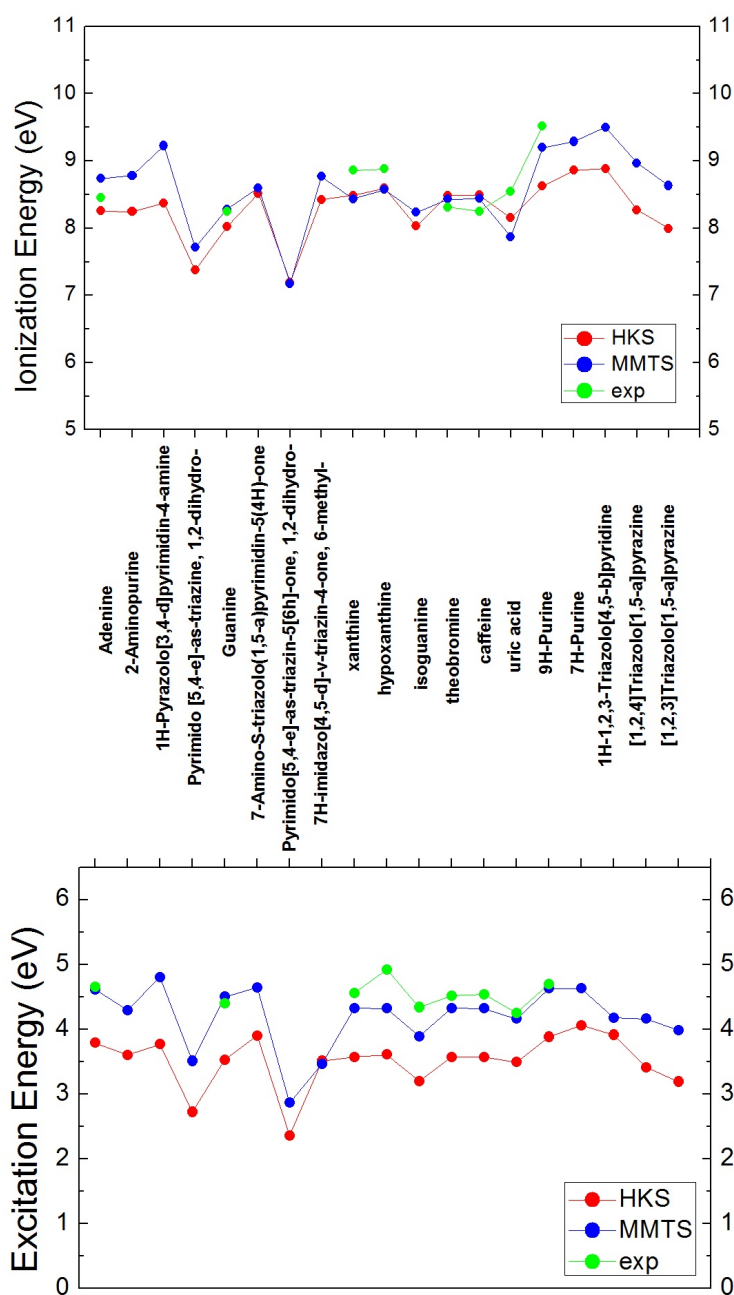 11
10
9
8
7
6
5
Ionization Energy (eV)
11
10
9
8
7
6
5
HKS
MMTS
exp
Adenine
2-Aminopurine
1H-Pyrazolo[3,4-d]pyrimidin-4-amine
Pyrimido [5,4-e]-as-triazine, 1,2-dihydro-
Guanine
7-Amino-S-triazolo(1,5-a)pyrimidin-5(4H)-one
Pyrimido[5,4-e]-as-triazin-5[6h]-one, 1,2-dihydro-
7H-imidazo[4,5-d]-v-triazin-4-one, 6-methyl-
xanthine
hypoxanthine
isoguanine
theobromine
caffeine
uric acid
9H-Purine
7H-Purine
1H-1,2,3-Triazolo[4,5-b]pyridine
[1,2,4]Triazolo[1,5-a]pyrazine
[1,2,3]Triazolo[1,5-a]pyrazine
6
5
4
3
2
1
0
Excitation Energy (eV)
6
5
4
3
2
1
0
HKS
MMTS
exp